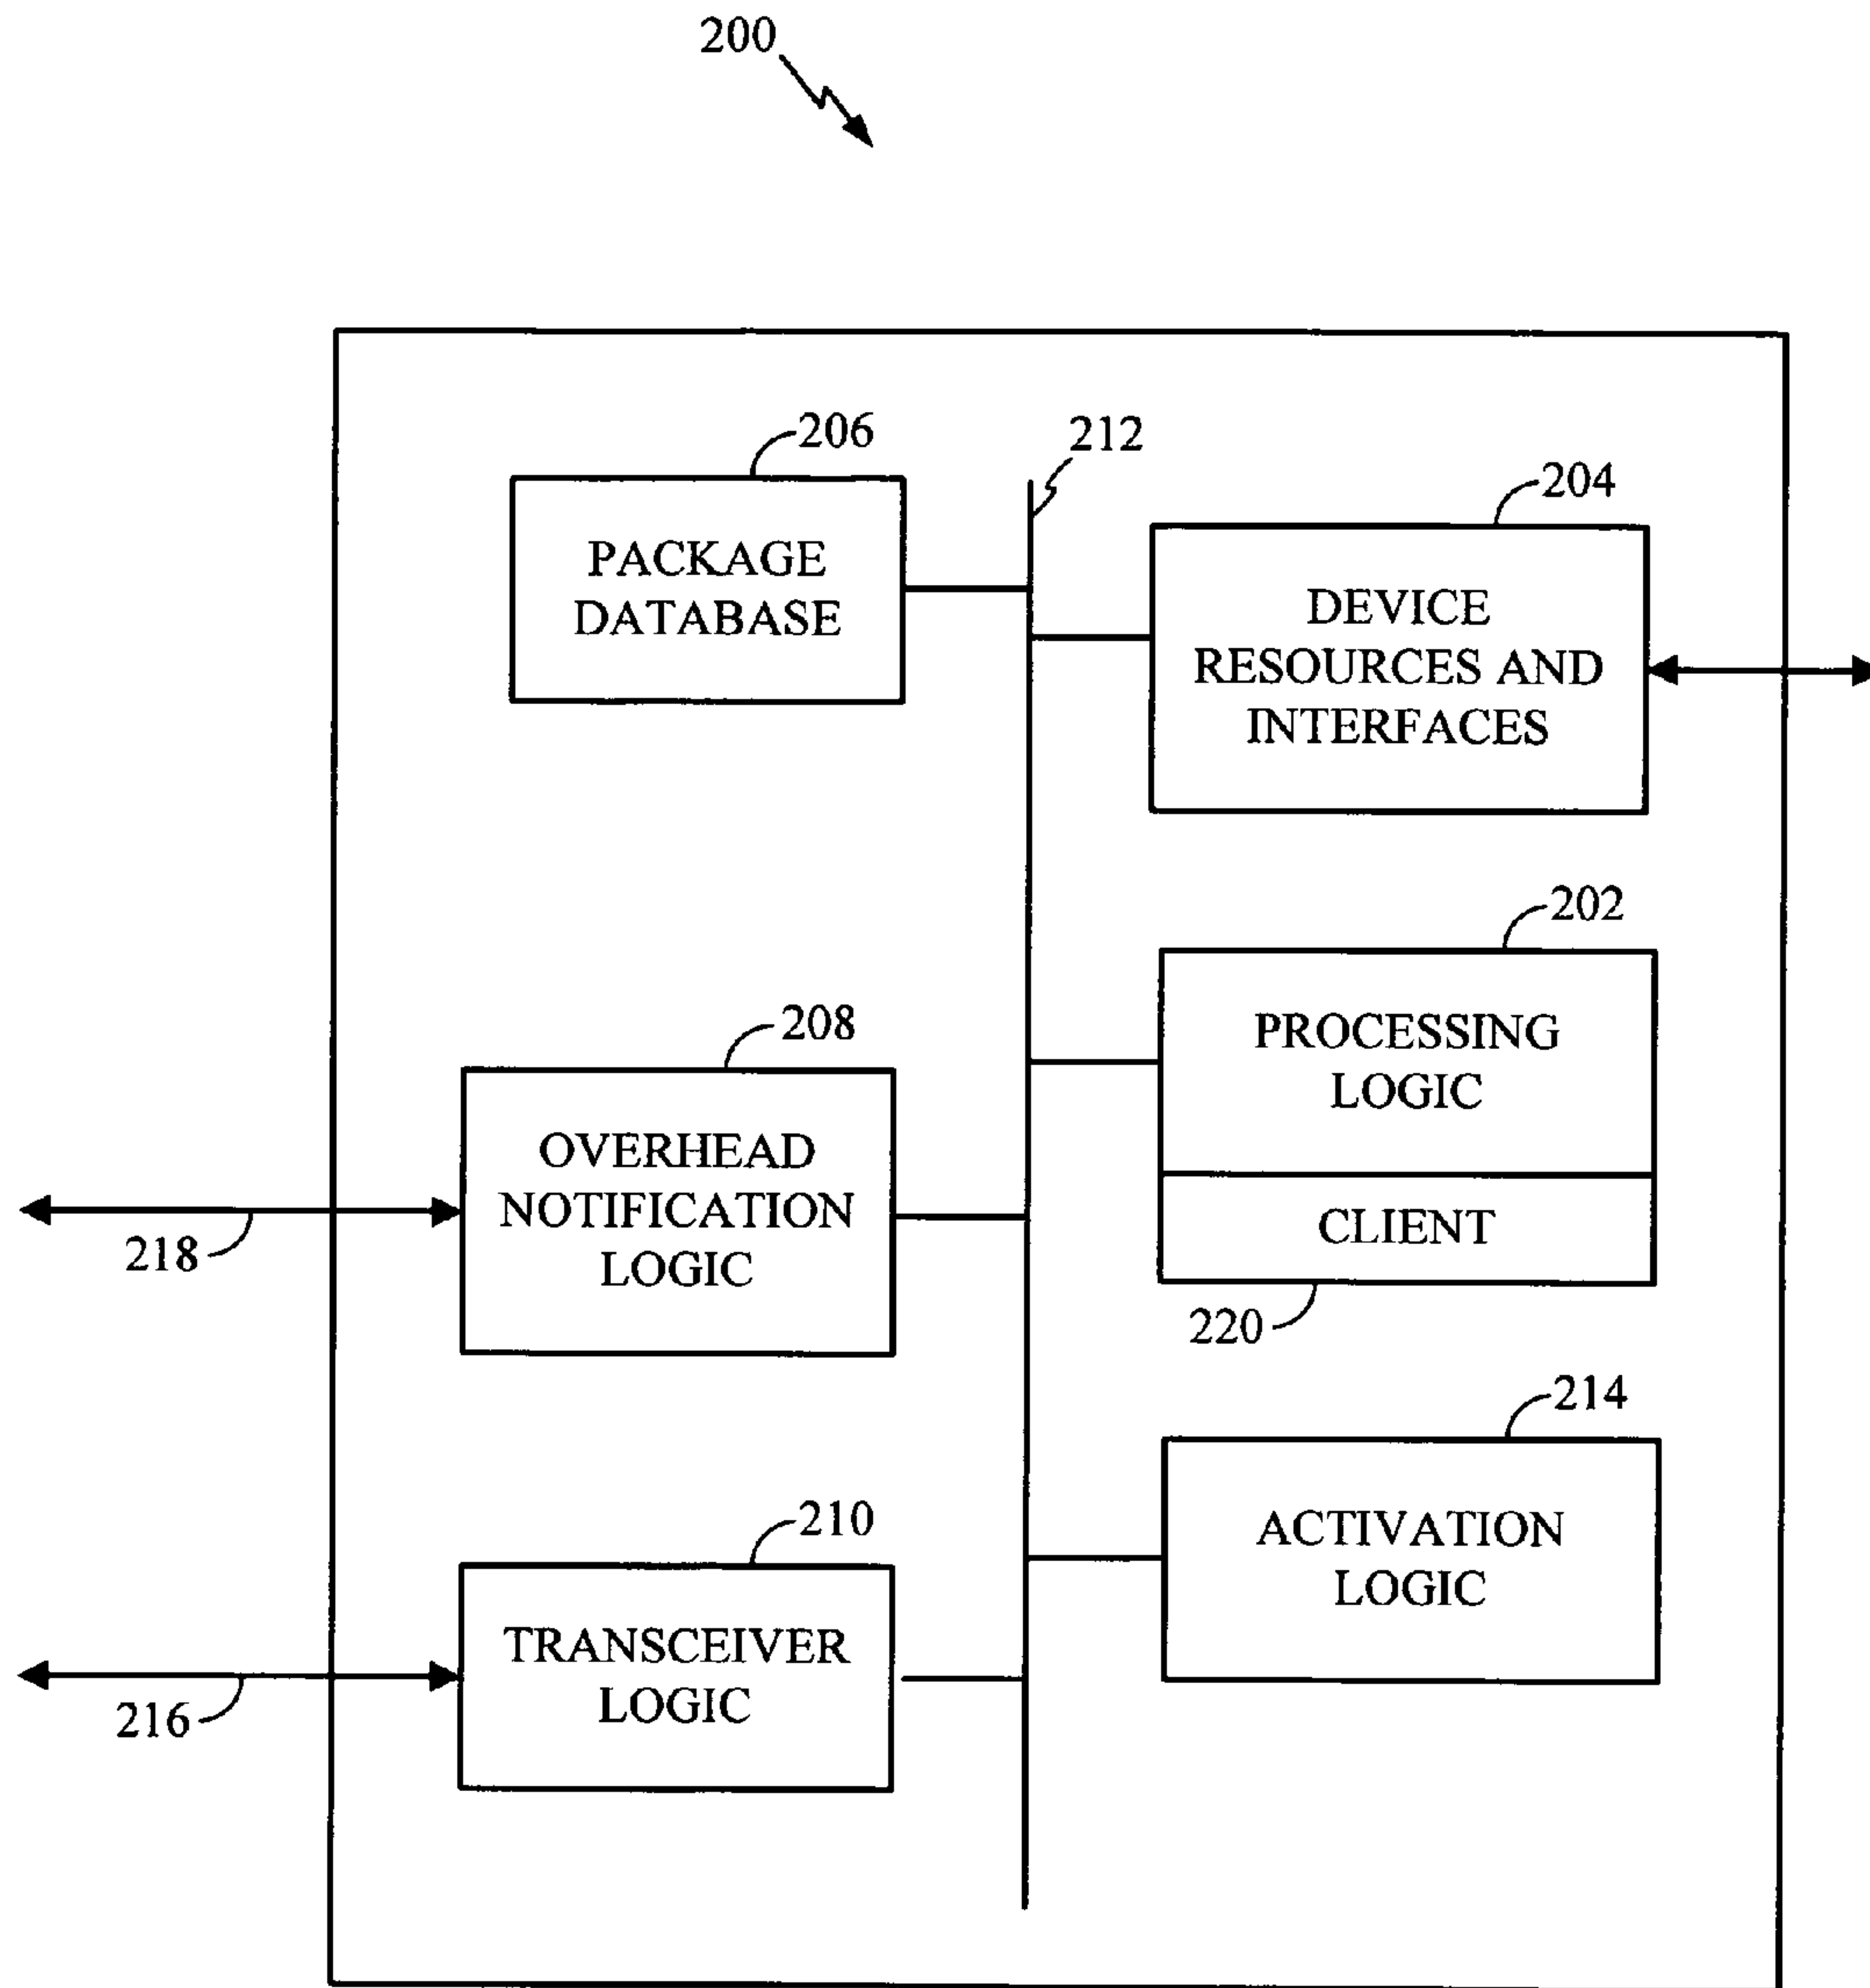 200
206
PACKAGE
DATABASE
212
204
DEVICE
RESOURCES AND
INTERFACES
202
PROCESSING
LOGIC
CLIENT
220
208
OVERHEAD
NOTIFICATION
LOGIC
218
214
ACTIVATION
LOGIC
210
TRANSCEIVER
LOGIC
216